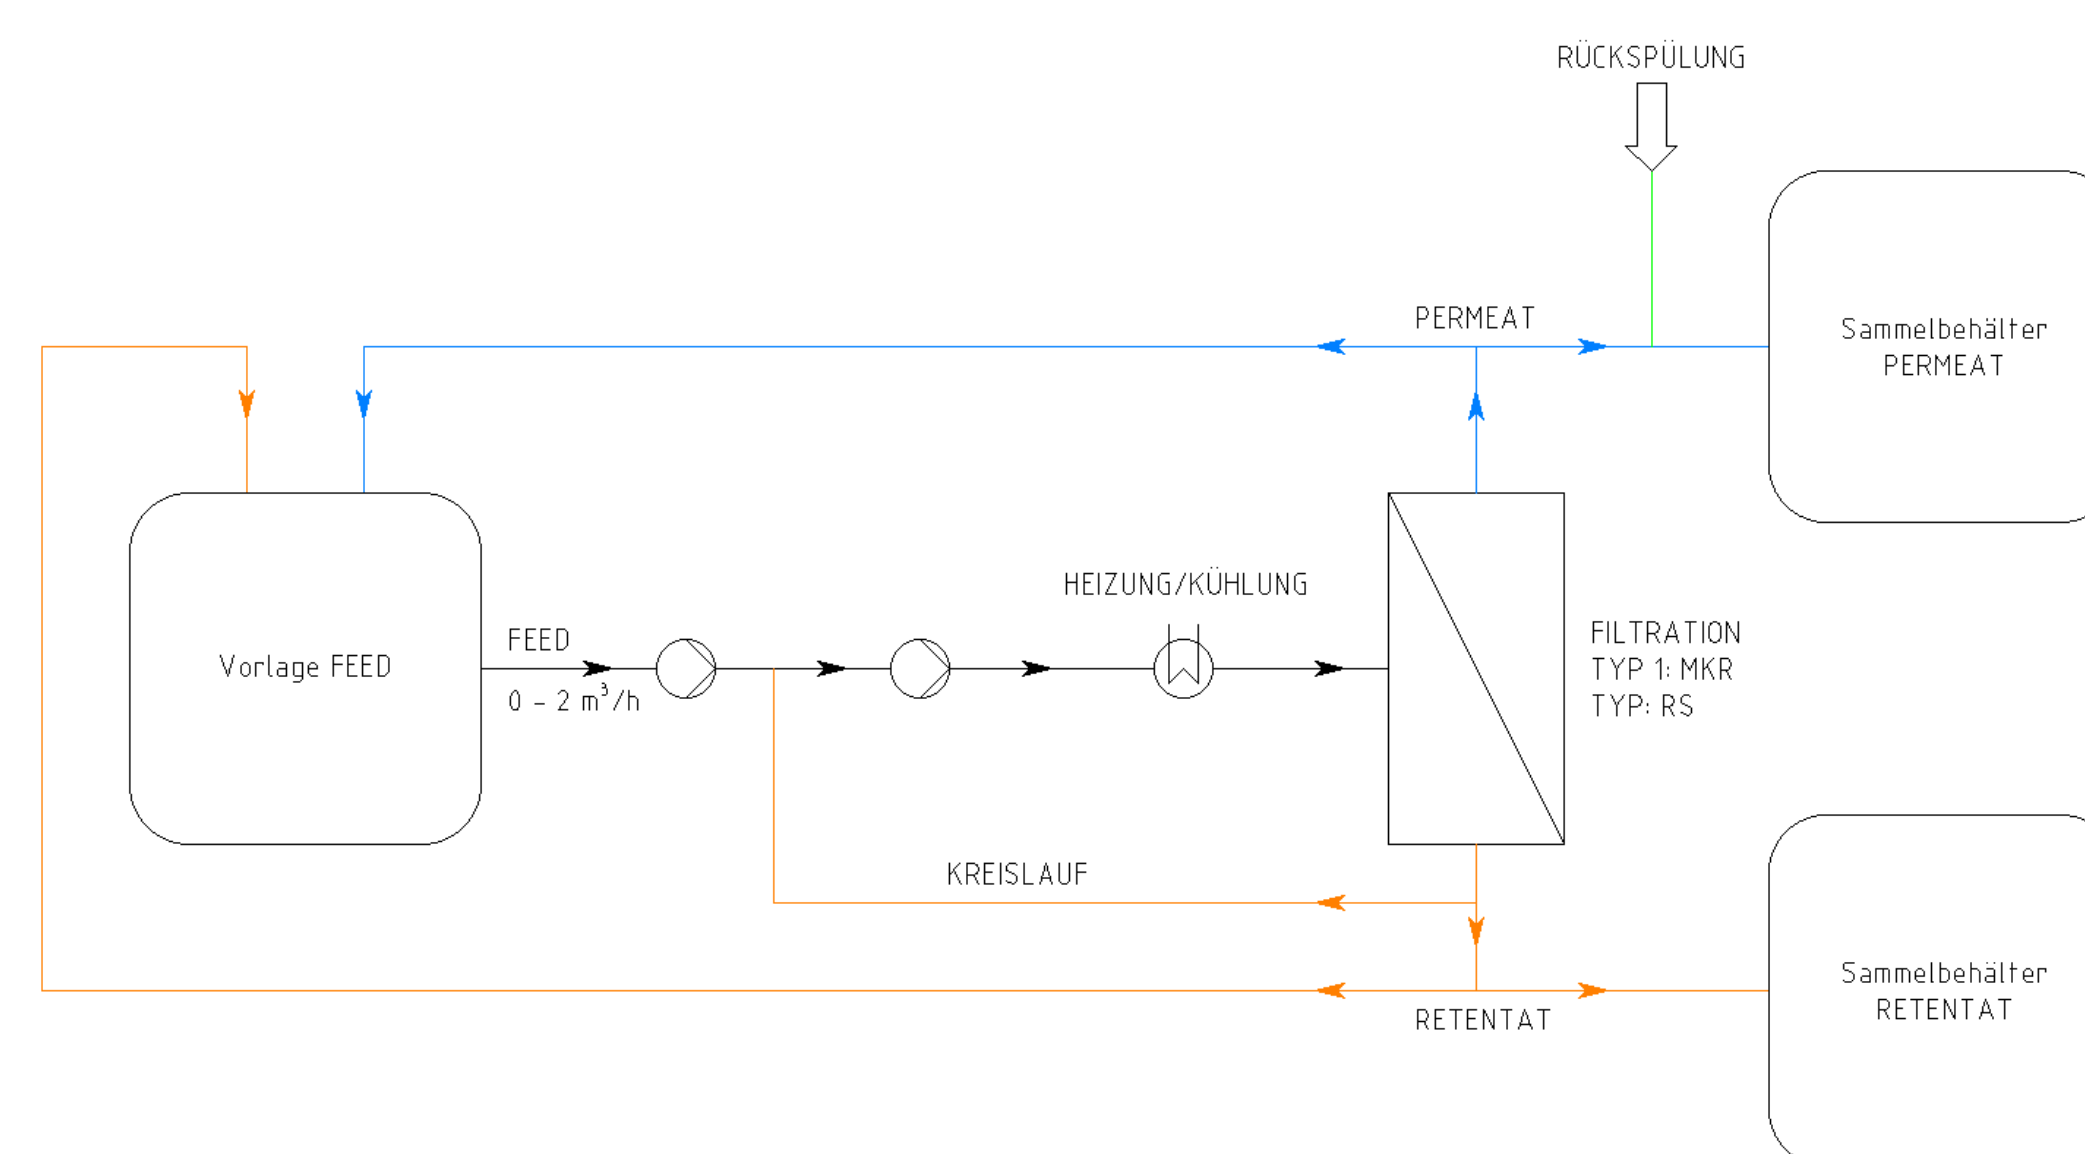 RÜCKSPÜLUNG
PERMEAT
Sammelbehälter
PERMEAT
HEIZUNG/KÜHLUNG
FEED
Vorlage FEED
0 - 2 m³/h
FILTRATION
TYP 1: MKR
TYP: RS
KREISLAUF
Sammelbehälter
RETENTAT
RETENTAT